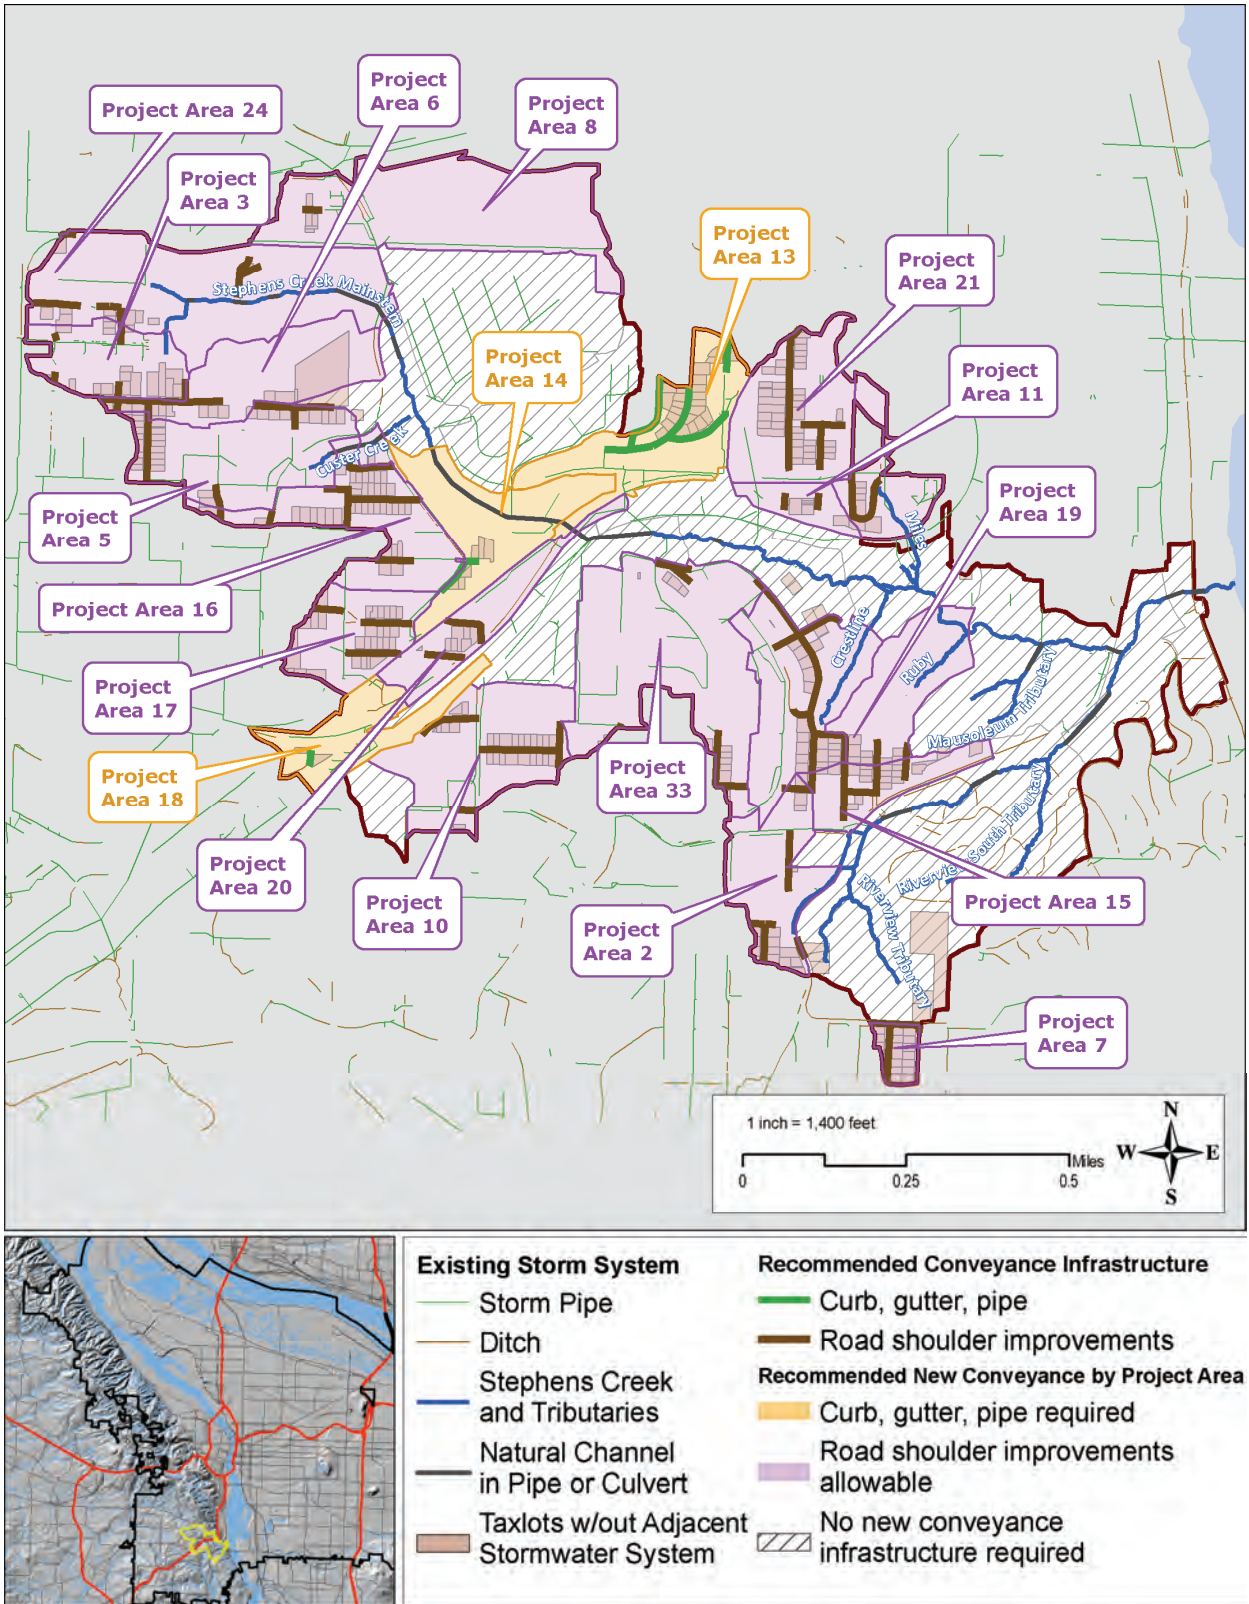 Project Area 24
Project
Area 6
Project
Area 8
Project
Area 3
Project
Area 13
Project
Area 21
Stephens Creek Mainstem
Project
Area 14
Project
Area 11
Custer Creek
Project
Area 19
Project
Area 5
Miles
Project Area 16
Crestline
Ruby
Project
Area 17
Mausoleum Tributary
Project
Area 18
Project
Area 33
Project
Area 20
Riverview South Tributary
Project
Area 10
Project Area 15
Project
Area 2
Riverview Tributary
Project
Area 7
1 inch = 1,400 feet
Miles
0
0.25
0.5
N
W
E
S
Existing Storm System
Storm Pipe
Ditch
Stephens Creek
and Tributaries
Natural Channel
in Pipe or Culvert
Taxlots w/out Adjacent
Stormwater System
Recommended Conveyance Infrastructure
Curb, gutter, pipe
Road shoulder improvements
Recommended New Conveyance by Project Area
Curb, gutter, pipe required
Road shoulder improvements
allowable
No new conveyance
infrastructure required